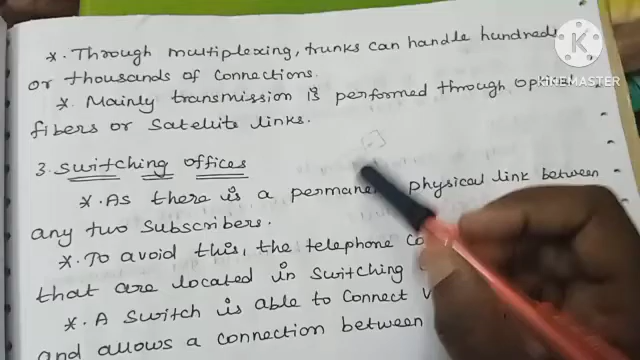 *. Through multiplexing, trunks can handle hundreds
or thousands of connections.
*. Mainly transmission is performed through
fibers or Satellite links.
3. Switching offices
*. As there is a permanent physical link between
any two subscribers.
*. To avoid this, the telephone
that are located in switching
*. A switch is able to connect
and allows a connection between
K
KINEMASTER